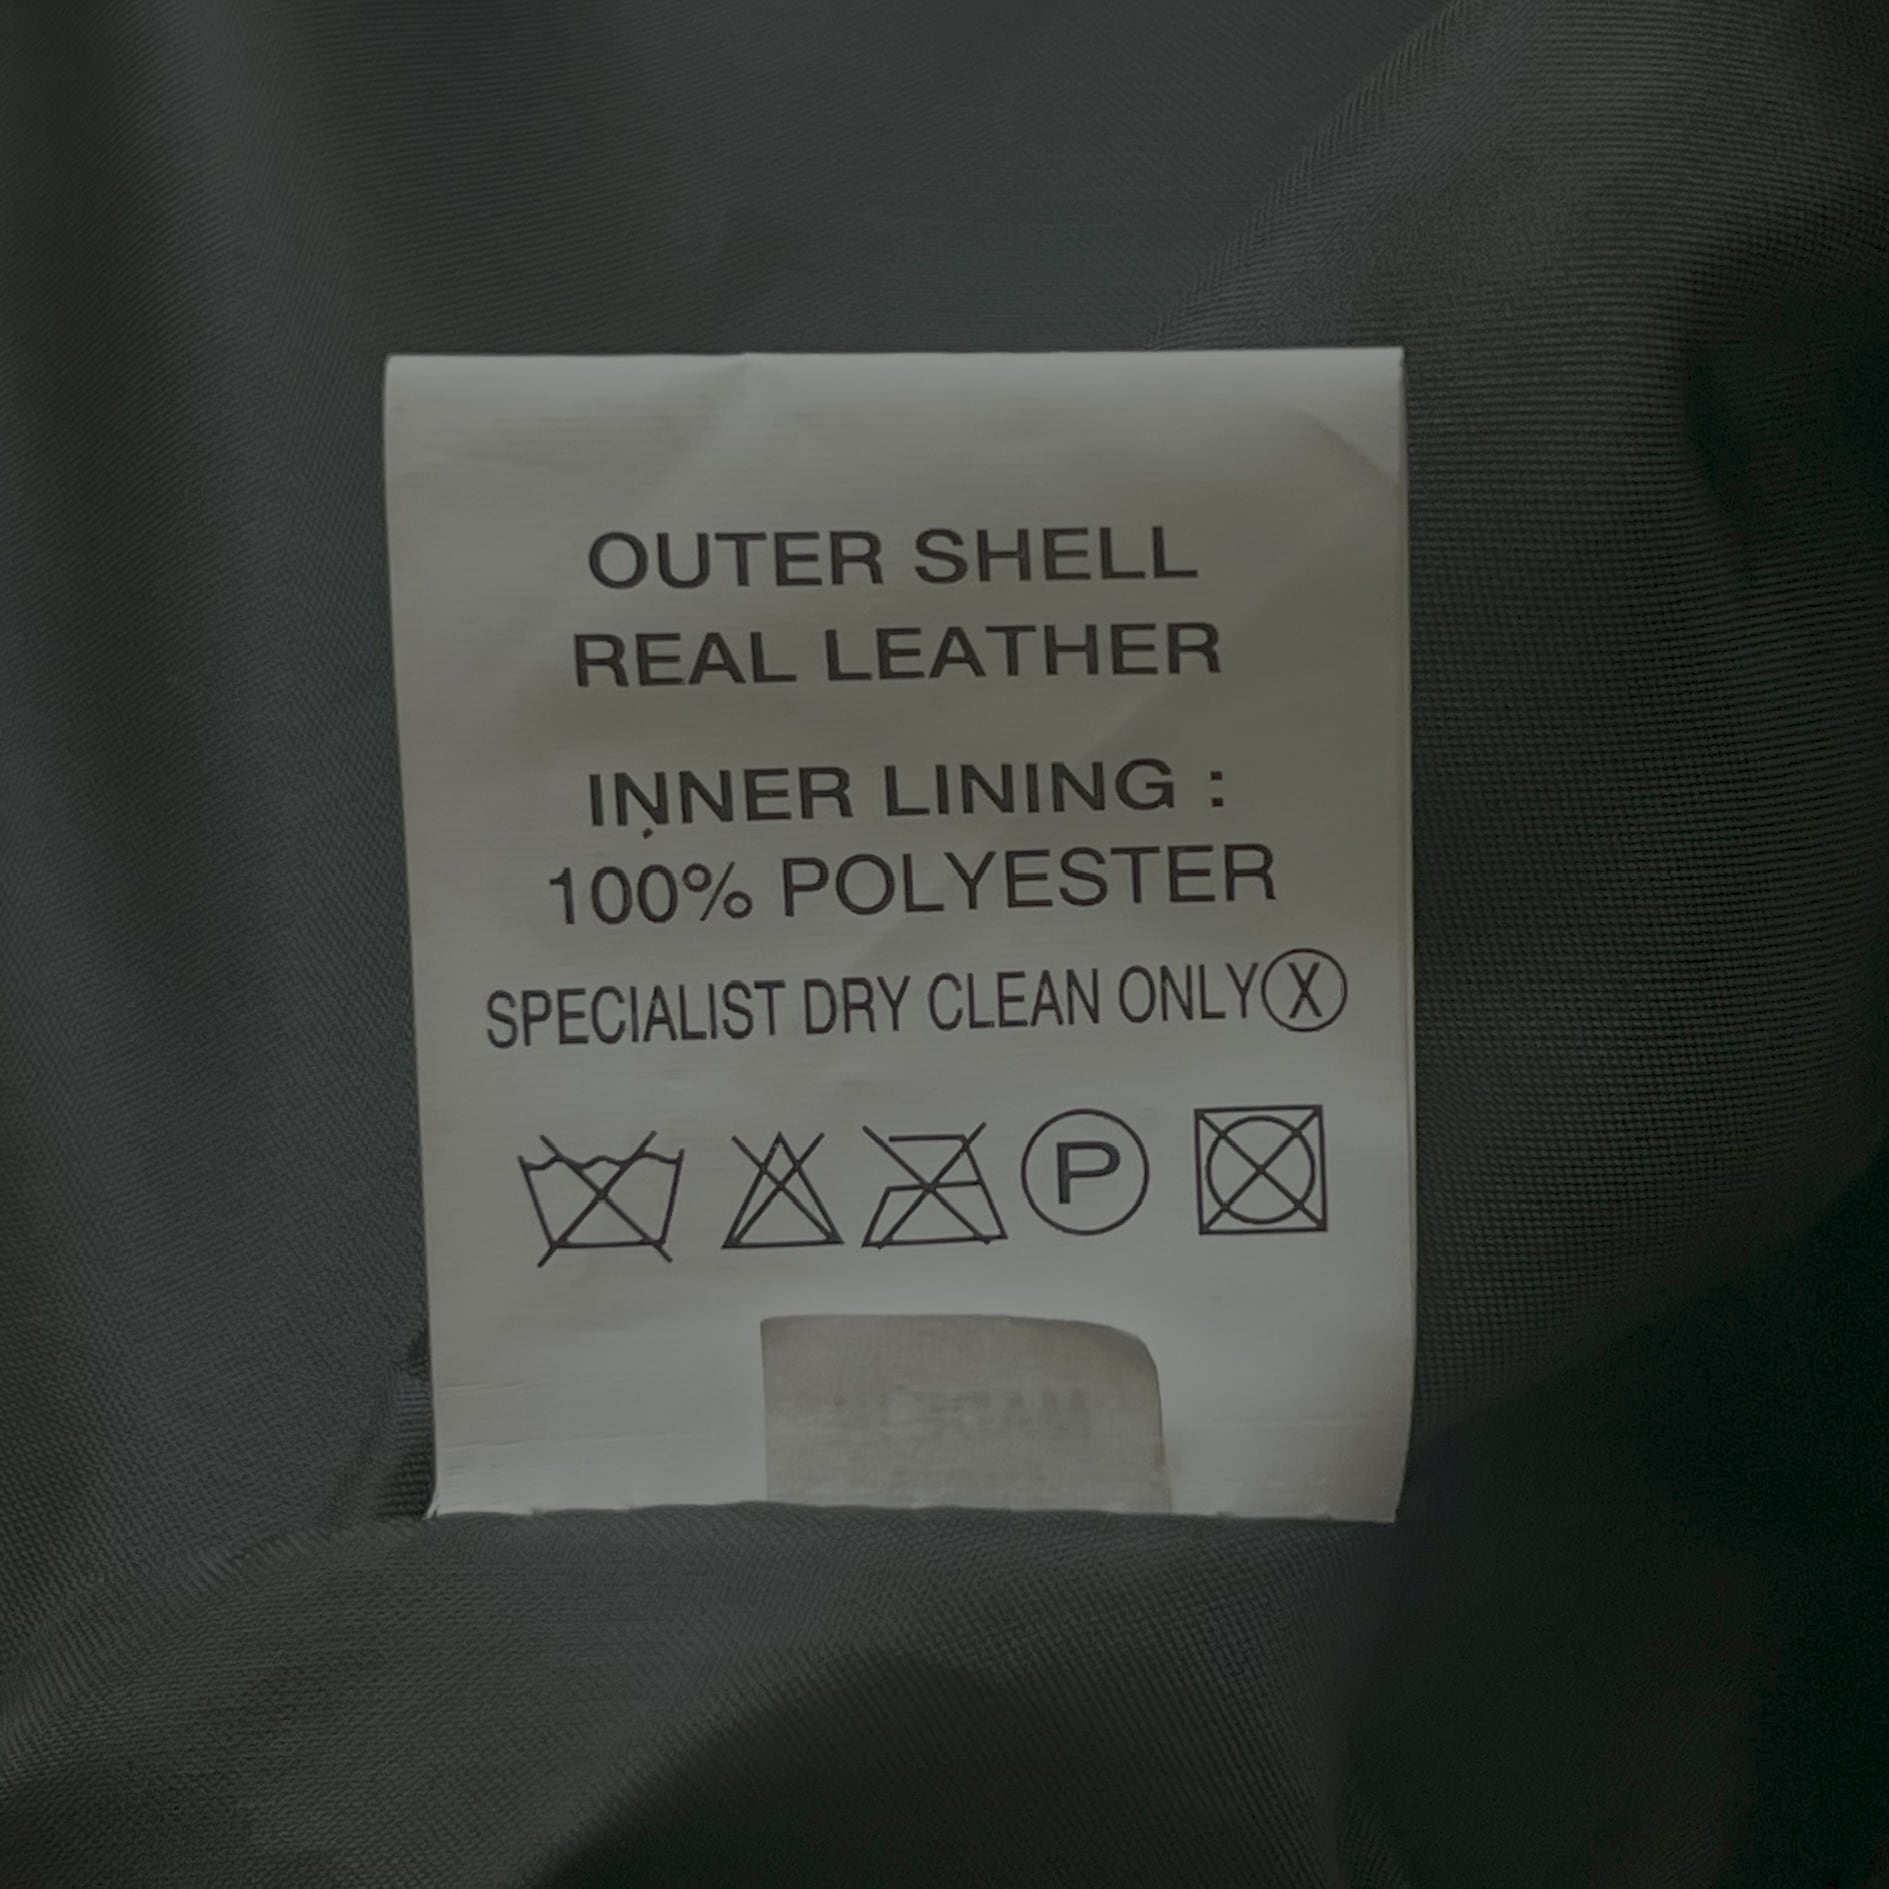 OUTER SHELL
REAL LEATHER
INNER LINING :
100% POLYESTER
SPECIALIST DRY CLEAN ONLY Ⓧ
P